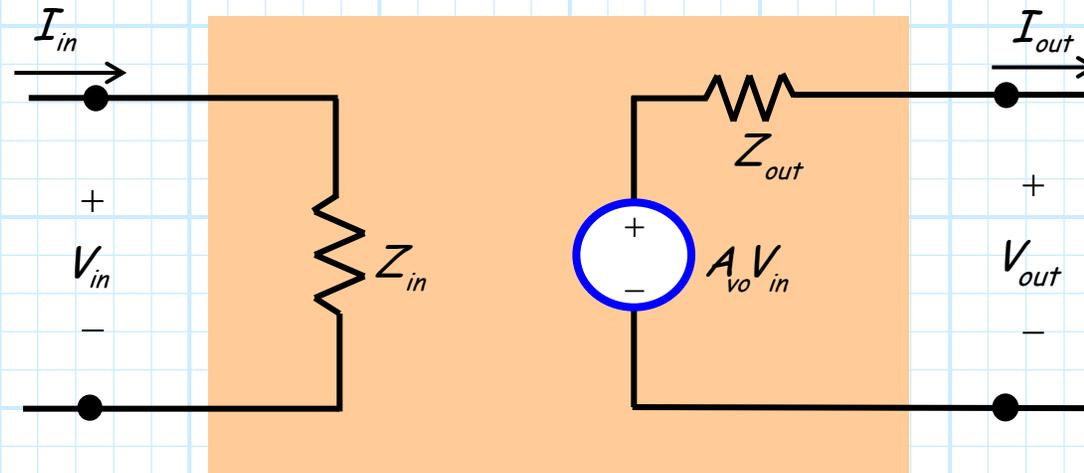 I_in
I_out
+
V_in
−
Z_in
Z_out
+
−
A_vo V_in
+
V_out
−